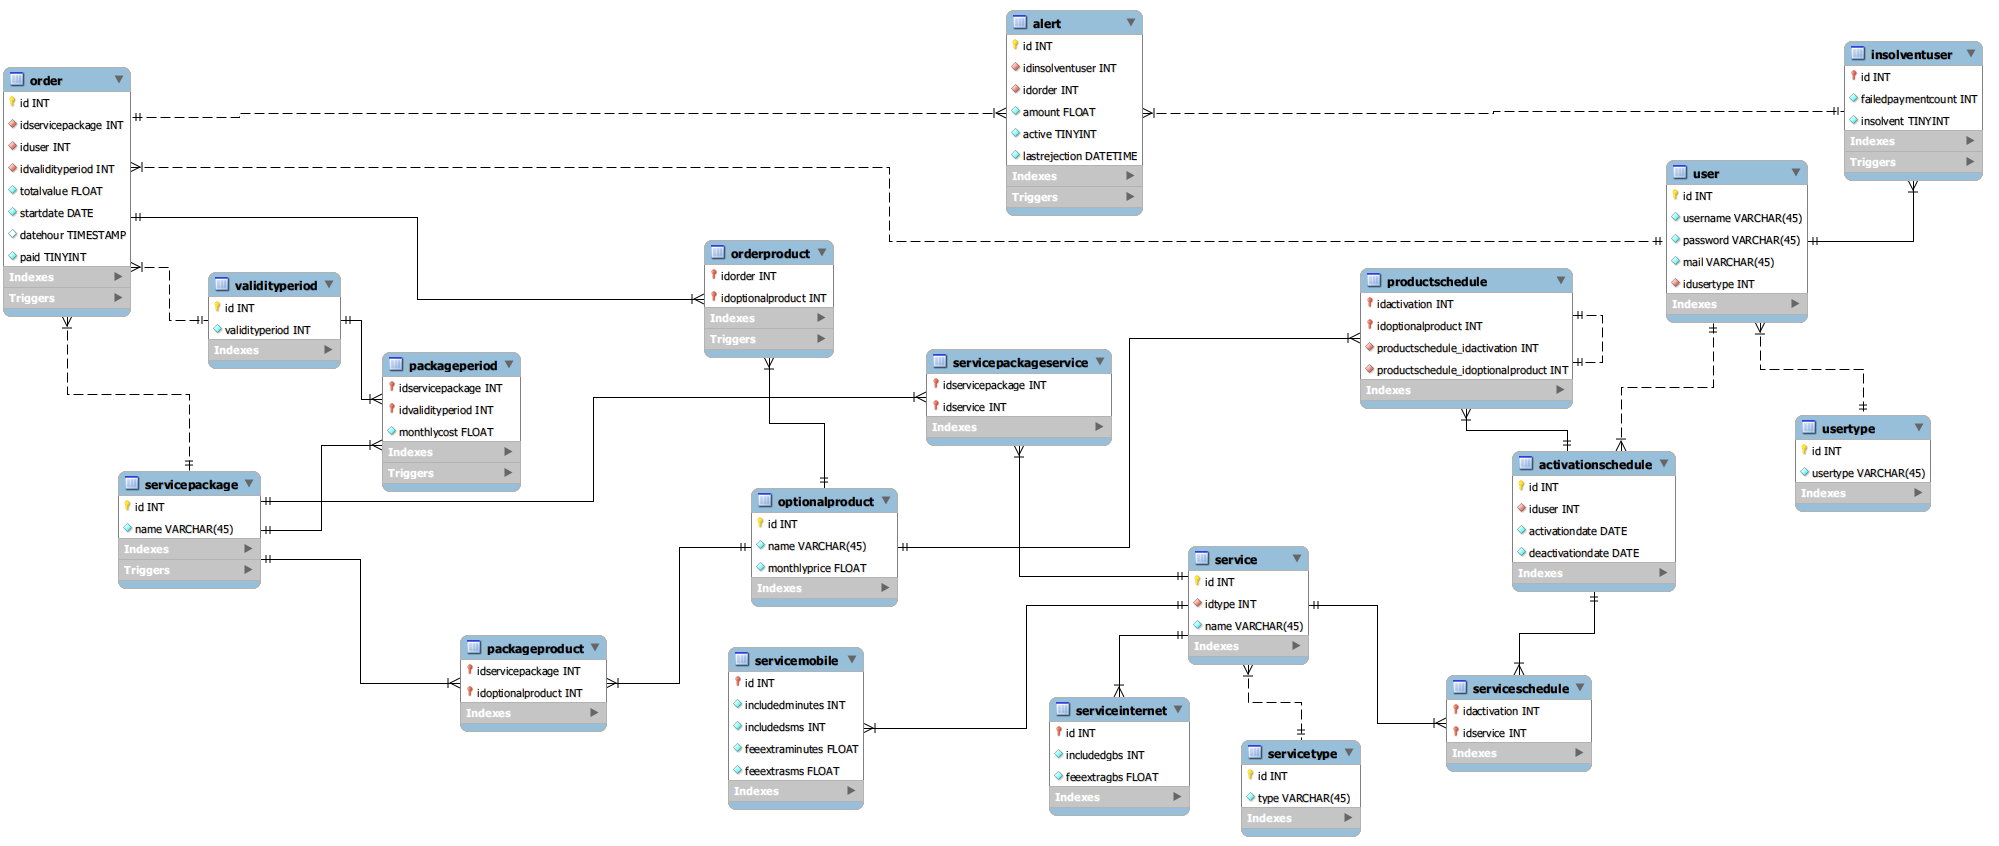 alert
id INT
idinsolventuser INT
idorder INT
amount FLOAT
active TINYINT
lastrejection DATETIME
Indexes
Triggers
insolventuser
id INT
failedpaymentcount INT
insolvent TINYINT
Indexes
Triggers
order
id INT
idservicepackage INT
iduser INT
idvalidityperiod INT
totalvalue FLOAT
startdate DATE
datehour TIMESTAMP
paid TINYINT
Indexes
Triggers
user
id INT
username VARCHAR(45)
password VARCHAR(45)
mail VARCHAR(45)
idusertype INT
Indexes
orderproduct
idorder INT
idoptionalproduct INT
Indexes
Triggers
validityperiod
id INT
validityperiod INT
Indexes
productschedule
idactivation INT
idoptionalproduct INT
productschedule_idactivation INT
productschedule_idoptionalproduct INT
Indexes
packageperiod
idservicepackage INT
idvalidityperiod INT
monthlycost FLOAT
Indexes
Triggers
servicepackageservice
idservicepackage INT
idservice INT
Indexes
usertype
id INT
usertype VARCHAR(45)
Indexes
activationschedule
id INT
iduser INT
activationdate DATE
deactivationdate DATE
Indexes
servicepackage
id INT
name VARCHAR(45)
Indexes
Triggers
optionalproduct
id INT
name VARCHAR(45)
monthlyprice FLOAT
Indexes
service
id INT
idtype INT
name VARCHAR(45)
Indexes
packageproduct
idservicepackage INT
idoptionalproduct INT
Indexes
servicemobile
id INT
includedminutes INT
includedsms INT
feeextraminutes FLOAT
feeextrasms FLOAT
Indexes
serviceinternet
id INT
includedgbs INT
feeextragbs FLOAT
Indexes
serviceschedule
idactivation INT
idservice INT
Indexes
servicetype
id INT
type VARCHAR(45)
Indexes